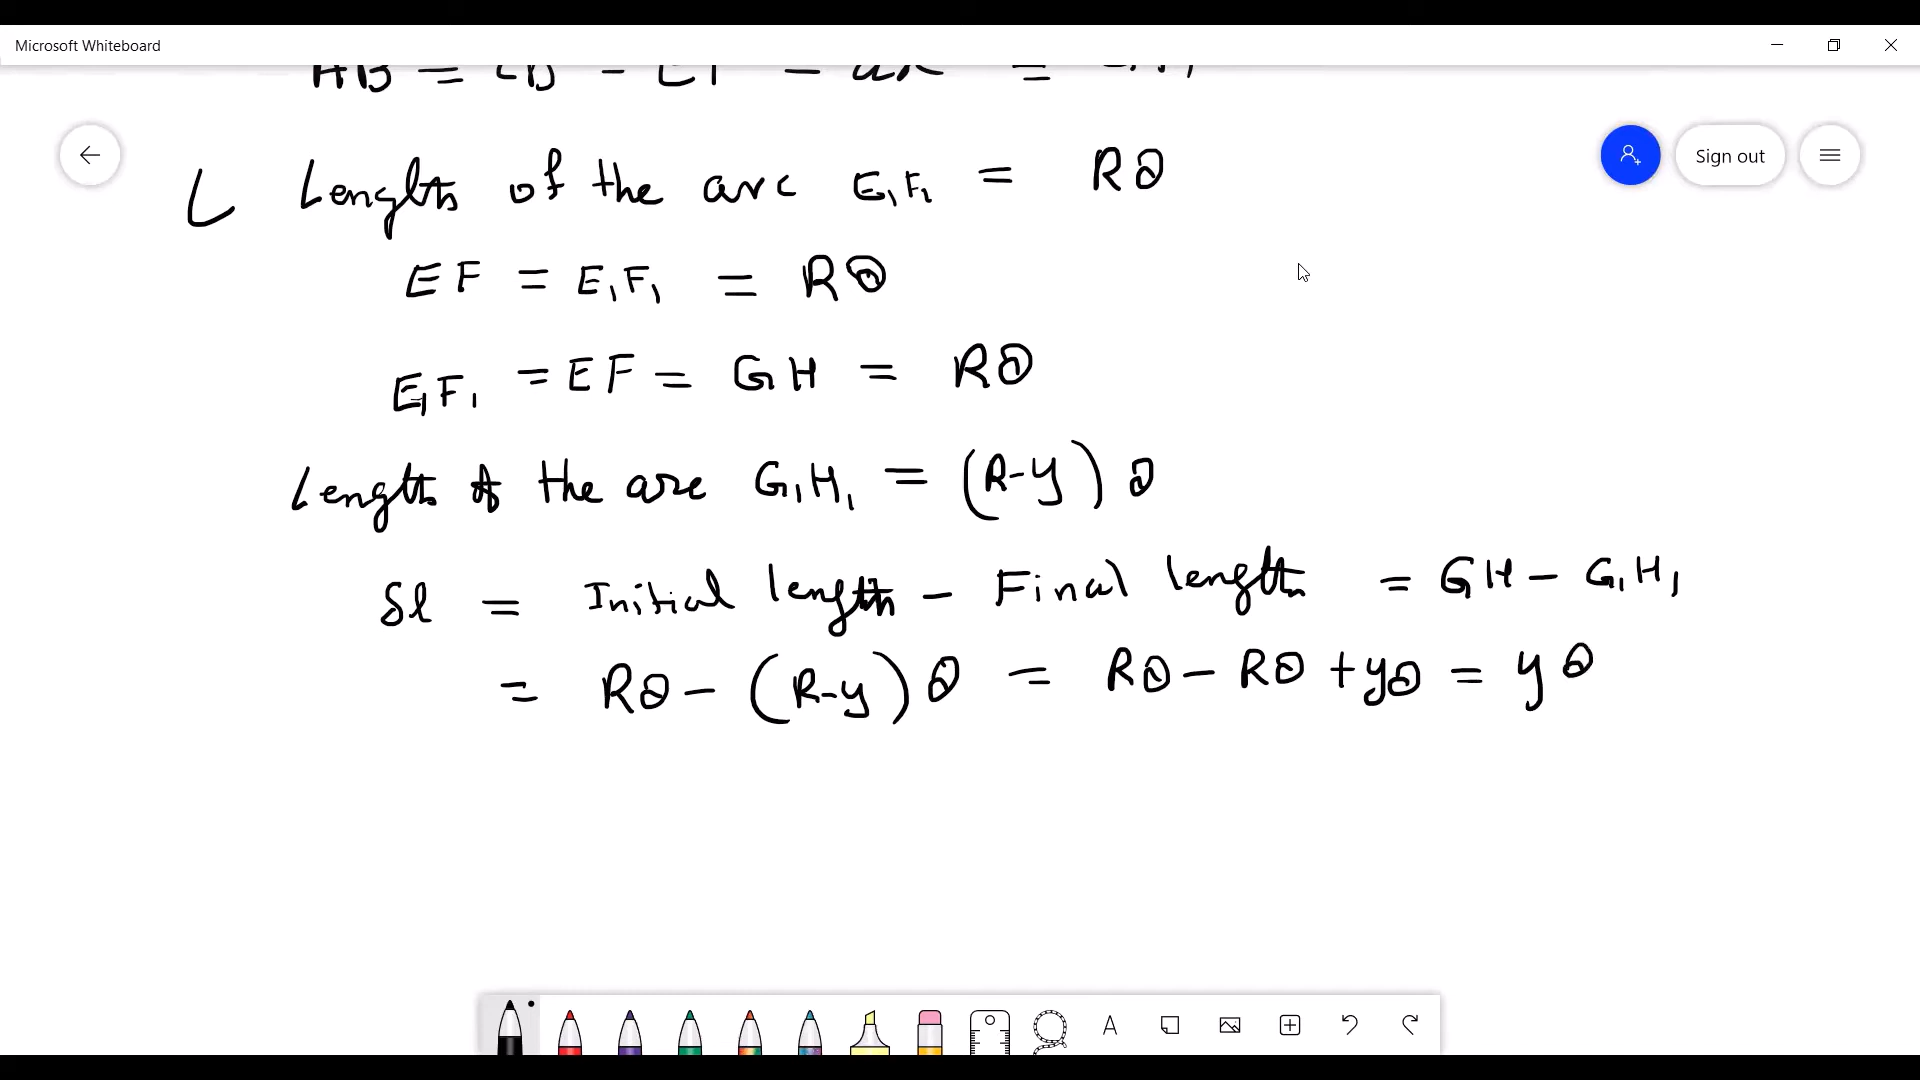 Microsoft Whiteboard
Sign out
L Length of the arc E₁F₁ = Rθ
EF = E₁F₁ = Rθ
E₁F₁ = EF = GH = Rθ
Length of the arc G₁H₁ = (R-y) θ
δl = Initial length - Final length = GH - G₁H₁
= Rθ - (R-y) θ = Rθ - Rθ + yθ = yθ